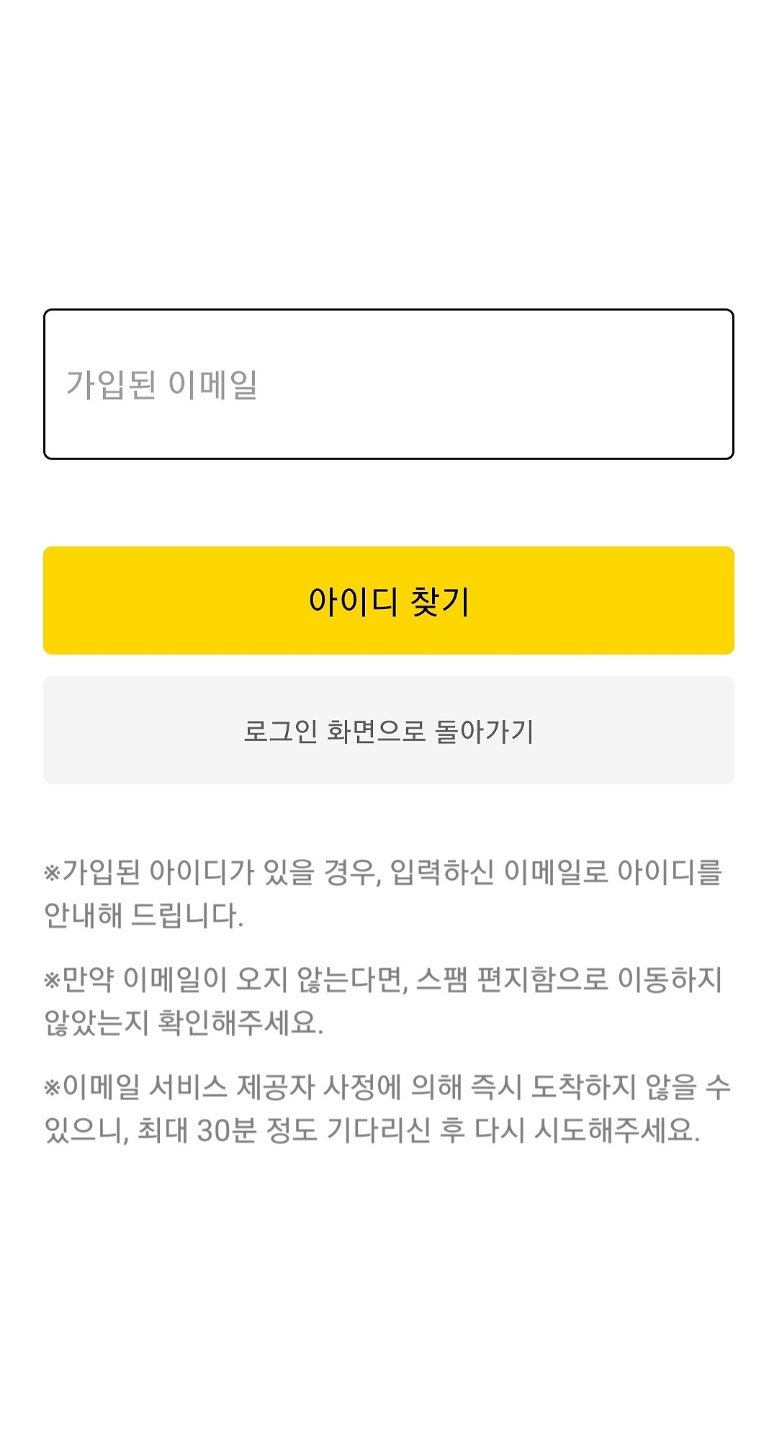 가입된 이메일
아이디 찾기
로그인 화면으로 돌아가기
※가입된 아이디가 있을 경우, 입력하신 이메일로 아이디를
안내해 드립니다.
※만약 이메일이 오지 않는다면, 스팸 편지함으로 이동하지
않았는지 확인해주세요.
※이메일 서비스 제공자 사정에 의해 즉시 도착하지 않을 수
있으니, 최대 30분 정도 기다리신 후 다시 시도해주세요.